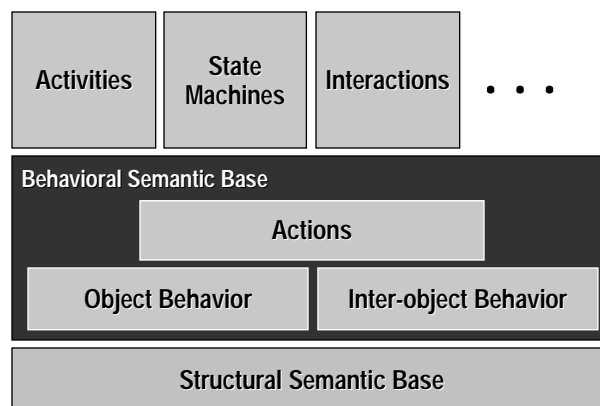 Activities
State
Machines
Interactions
. . .
Behavioral Semantic Base
Actions
Object Behavior
Inter-object Behavior
Structural Semantic Base